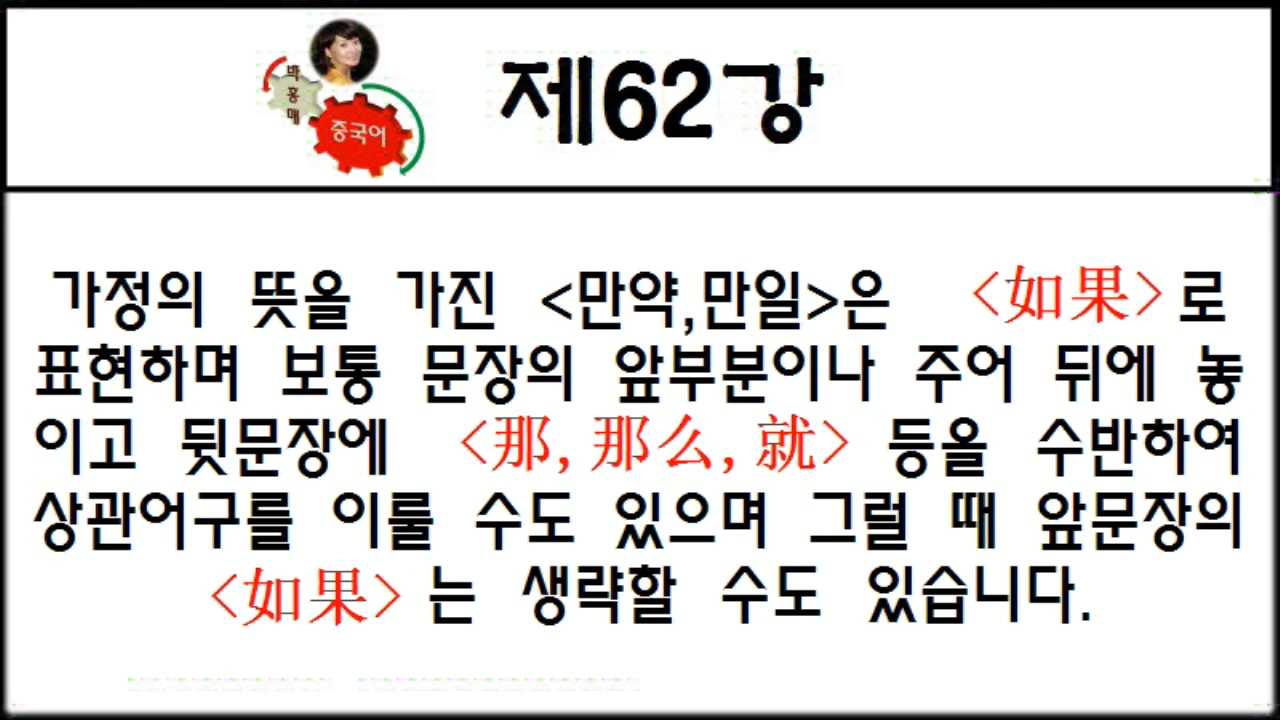 박홍매
중국어
제62강
가정의 뜻을 가진 <만약,만일>은 <如果>로
표현하며 보통 문장의 앞부분이나 주어 뒤에 놓
이고 뒷문장에 <那,那么,就> 등을 수반하여
상관어구를 이룰 수도 있으며 그럴 때 앞문장의
<如果>는 생략할 수도 있습니다.